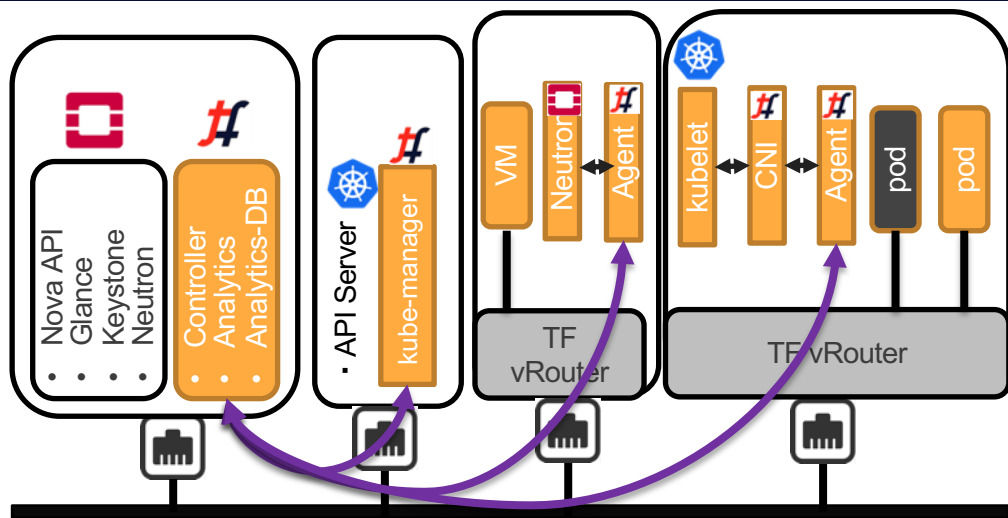 • Nova API
• Glance
• Keystone
• Neutron
• Controller
• Analytics
• Analytics-DB
• API Server
kube-manager
VM
Neutron
Agent
TF
vRouter
kubelet
CNI
Agent
pod
pod
TF vRouter